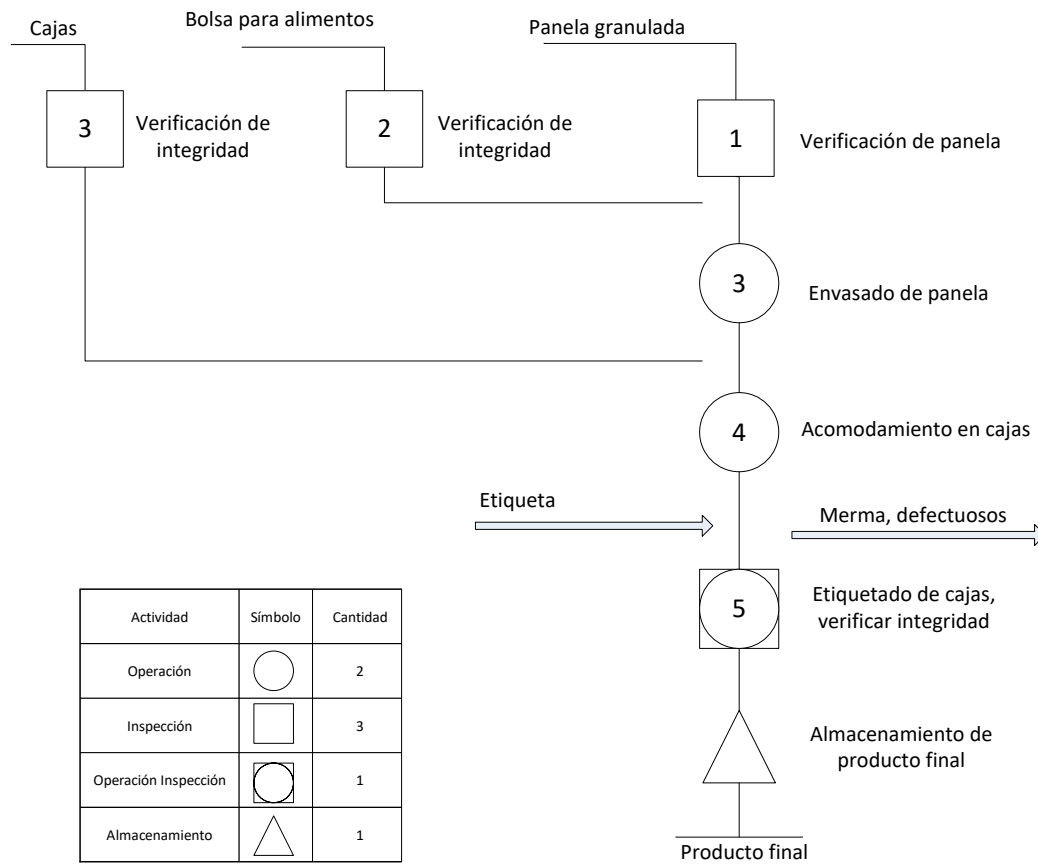 Cajas
Bolsa para alimentos
Panela granulada
3
Verificación de
integridad
2
Verificación de
integridad
1
Verificación de panela
3
Envasado de panela
4
Acomodamiento en cajas
Etiqueta
Merma, defectuosos
5
Etiquetado de cajas,
verificar integridad
Actividad Símbolo Cantidad
Operación 2
Inspección 3
Operación Inspección 1
Almacenamiento 1
Almacenamiento de
producto final
Producto final